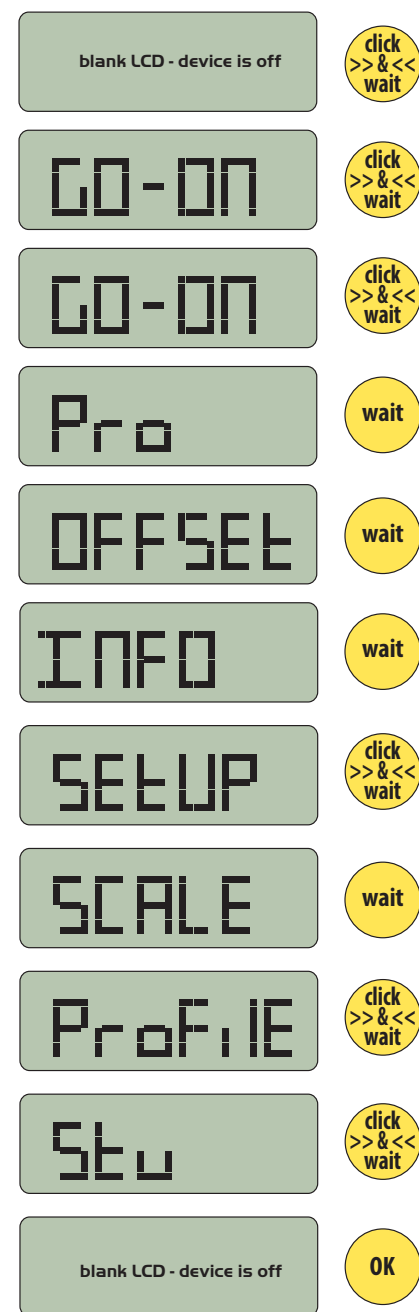 blank LCD - device is off
click
>> & <<
wait
GO-ON
click
>> & <<
wait
GO-ON
click
>> & <<
wait
Pro
wait
OFFSEt
wait
INFO
wait
SEtUP
click
>> & <<
wait
SCALE
wait
ProFilE
click
>> & <<
wait
Stu
click
>> & <<
wait
blank LCD - device is off
OK